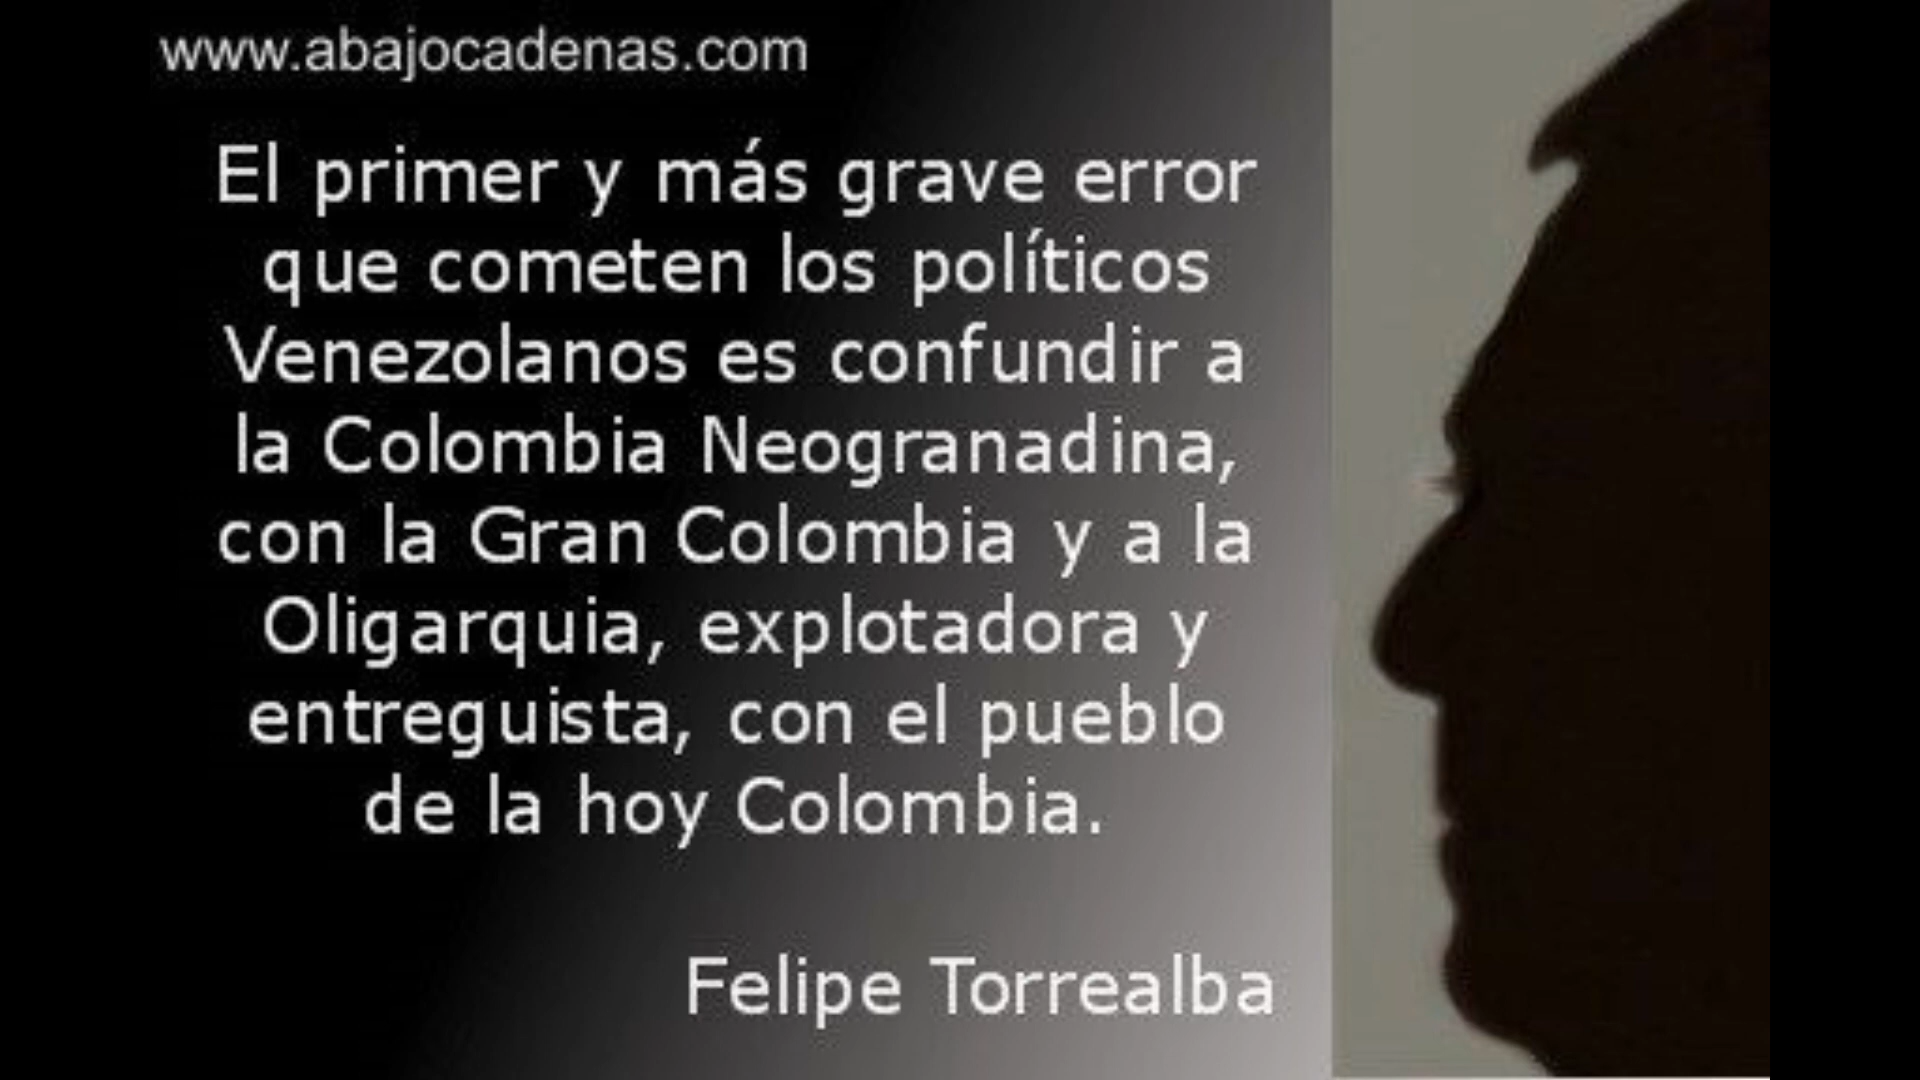 www.abajocadenas.com
El primer y más grave error
que cometen los políticos
Venezolanos es confundir a
la Colombia Neogranadina,
con la Gran Colombia y a la
Oligarquia, explotadora y
entreguista, con el pueblo
de la hoy Colombia.
Felipe Torrealba